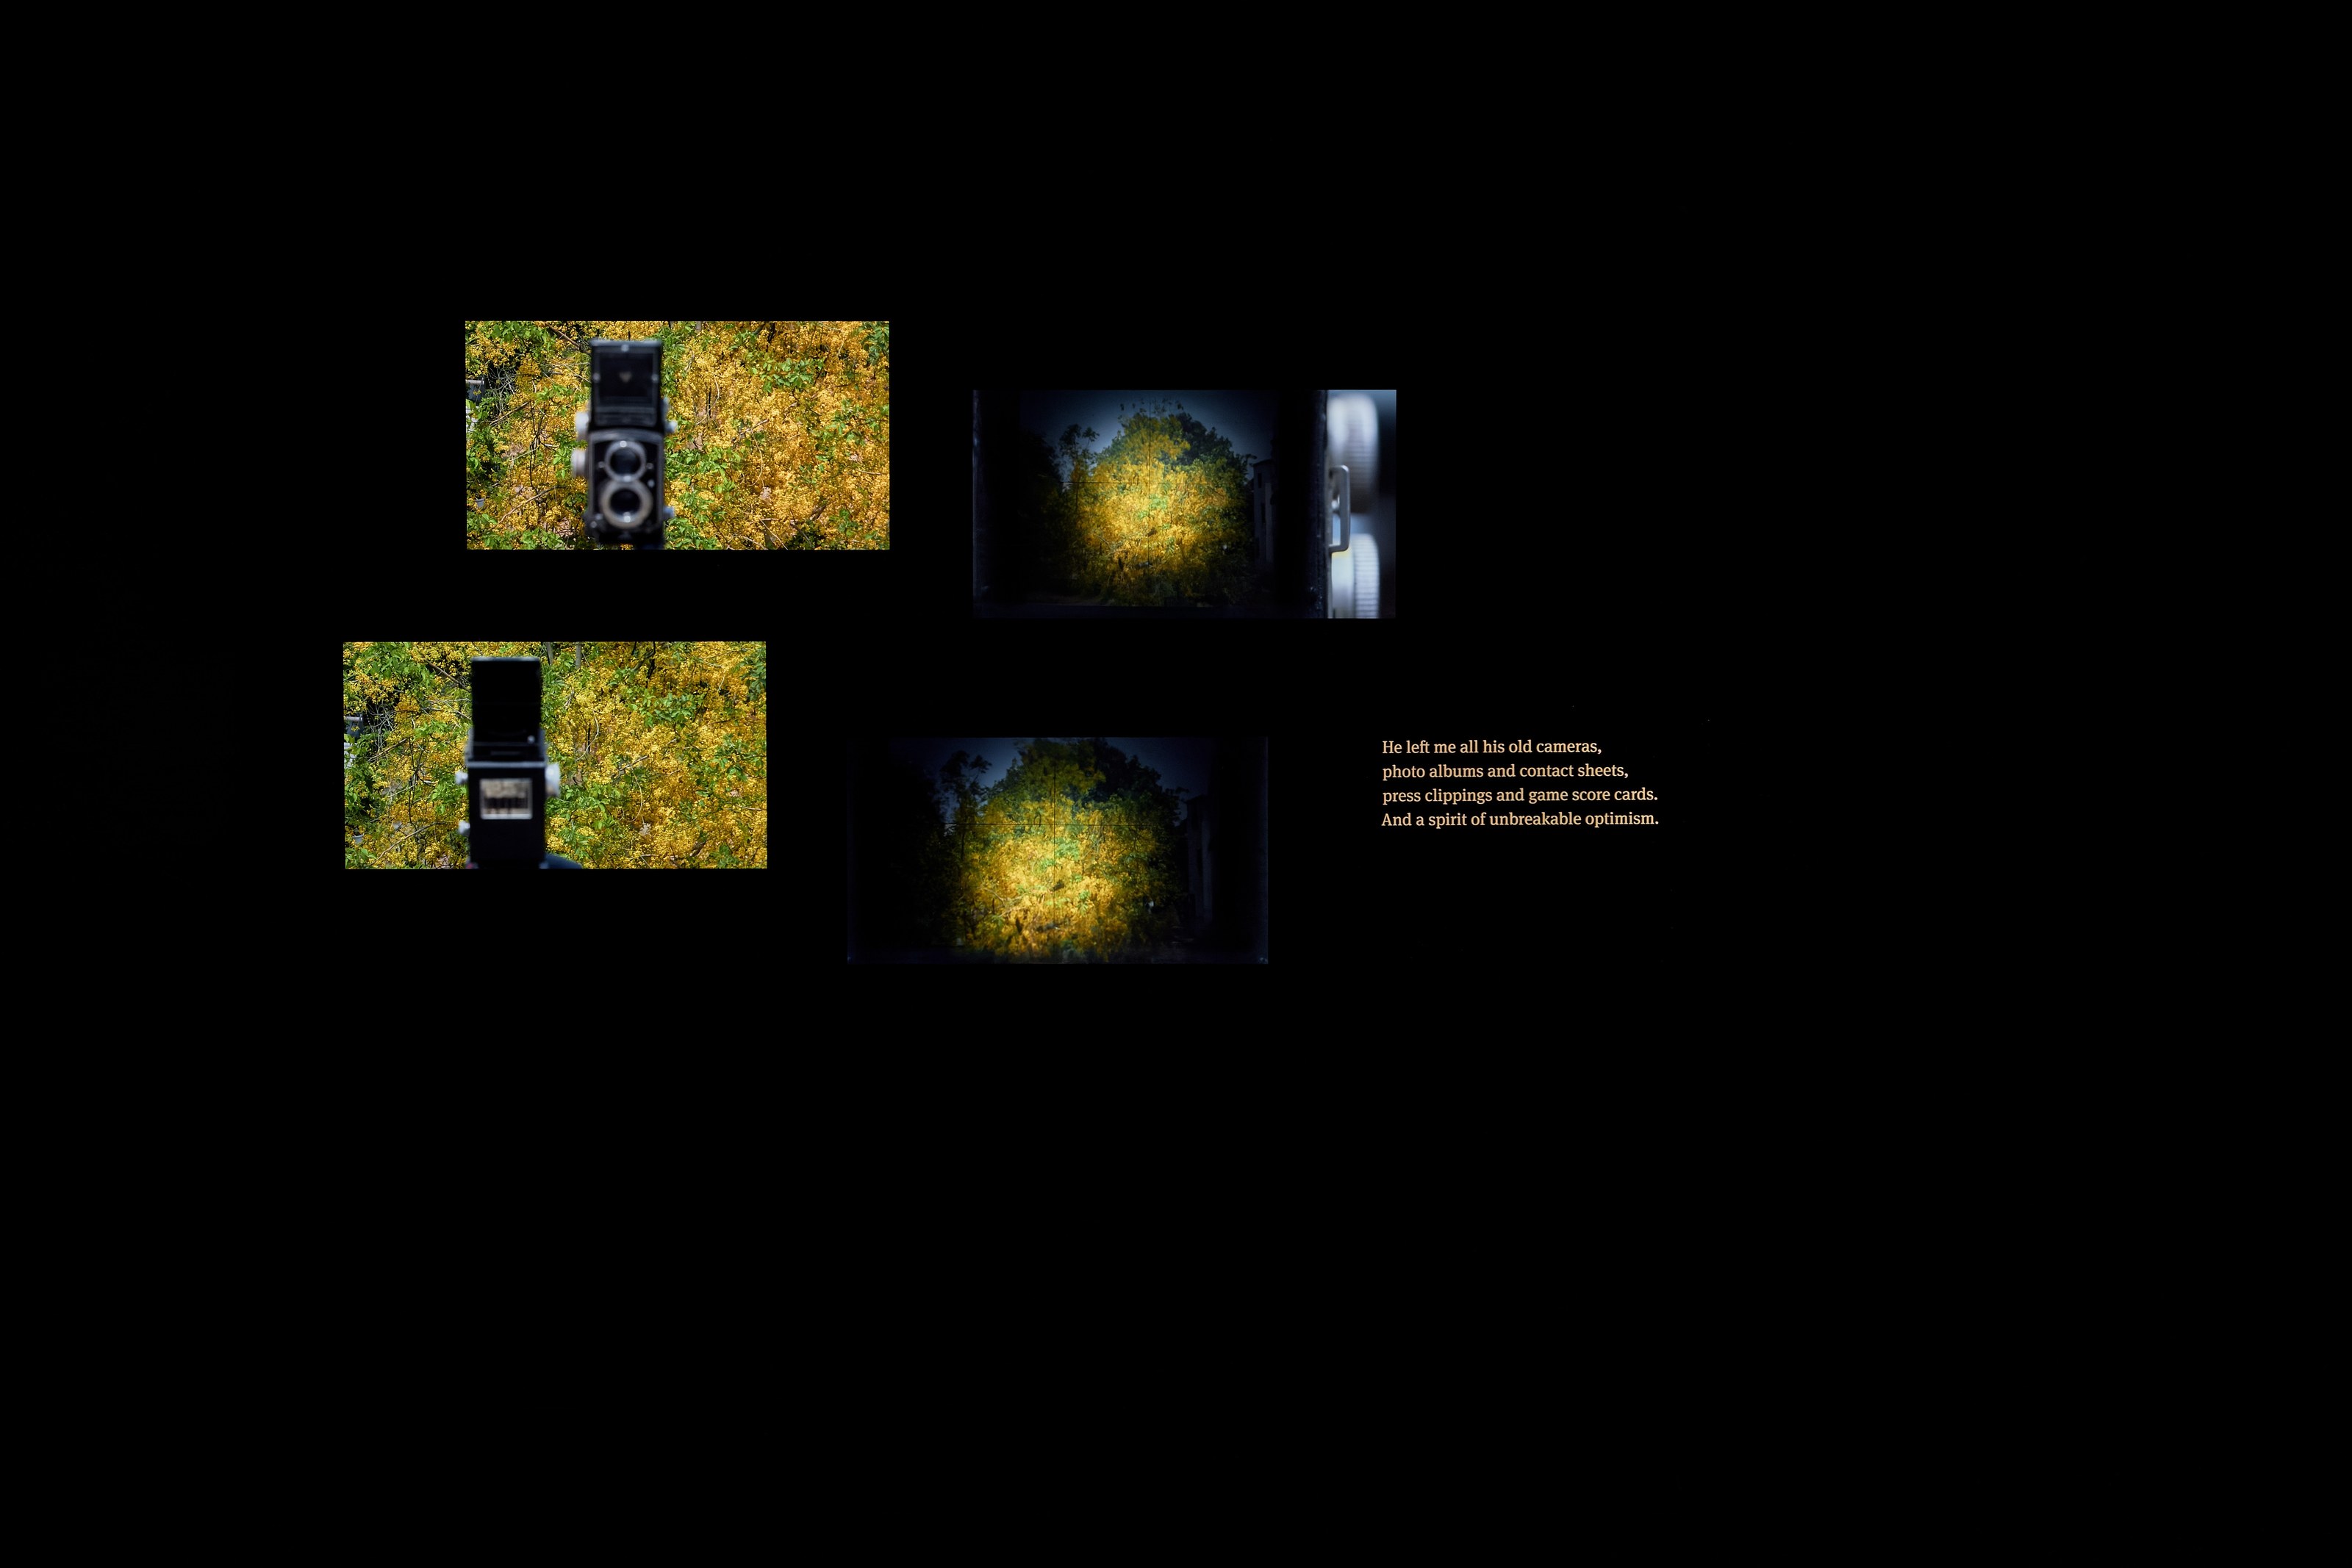 He left me all his old cameras,
photo albums and contact sheets,
press clippings and game score cards.
And a spirit of unbreakable optimism.